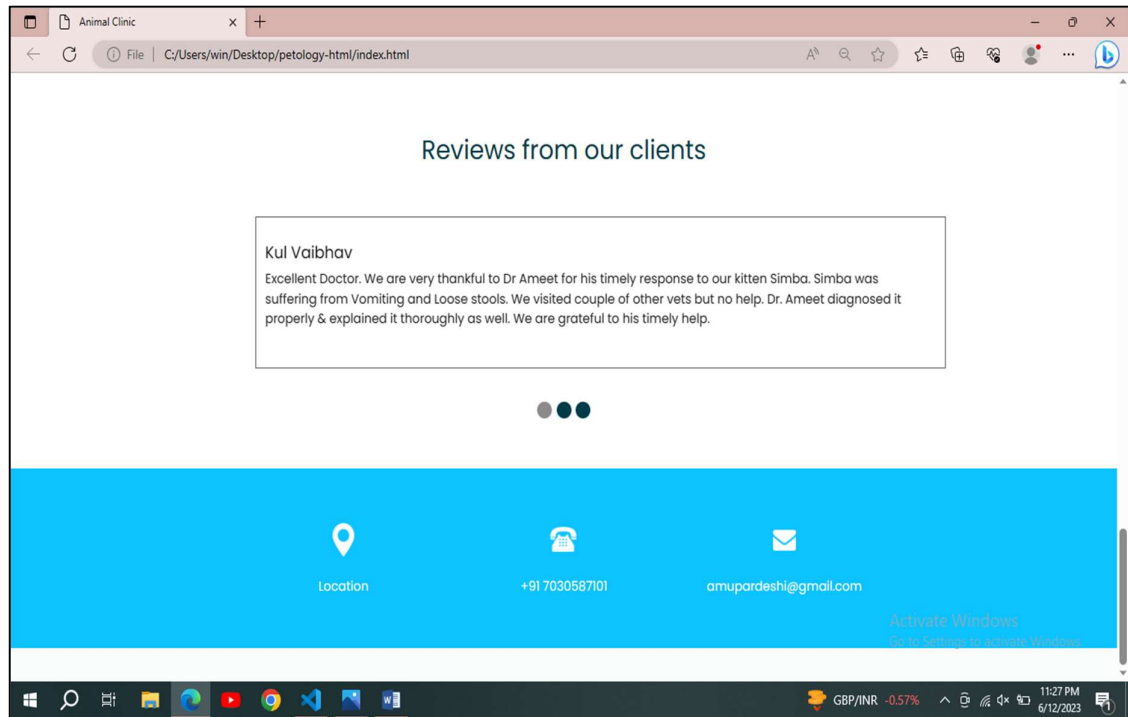 Animal Clinic
File | C:/Users/win/Desktop/petology-html/index.html
Reviews from our clients
Kul Vaibhav
Excellent Doctor. We are very thankful to Dr Ameet for his timely response to our kitten Simba. Simba was
suffering from Vomiting and Loose stools. We visited couple of other vets but no help. Dr. Ameet diagnosed it
properly & explained it thoroughly as well. We are grateful to his timely help.
Location
+91 7030587101
amupardeshi@gmail.com
Activate Windows
Go to Settings to activate Windows.
GBP/INR -0.57%
11:27 PM
6/12/2023